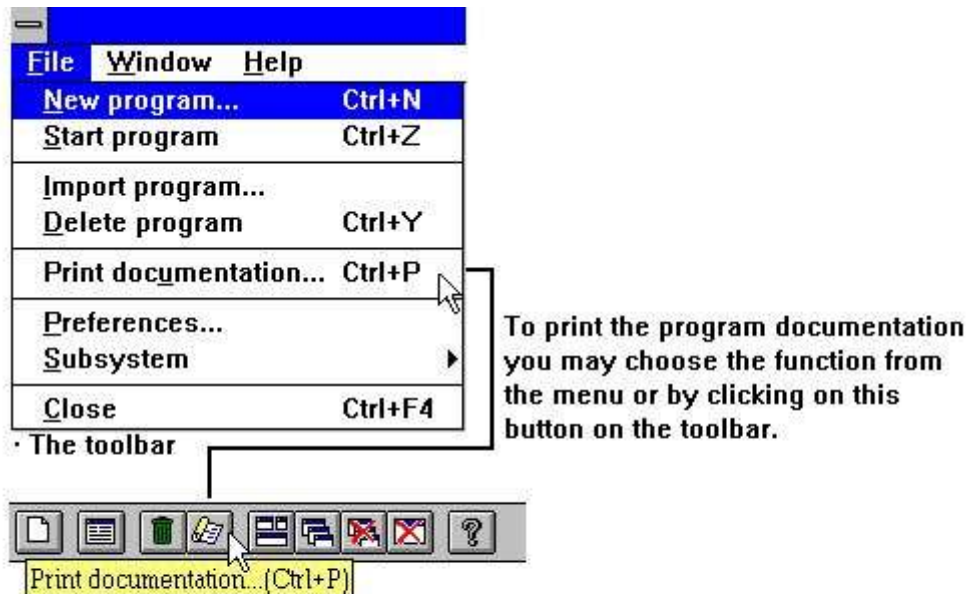 File Window Help
New program... Ctrl+N
Start program Ctrl+Z
Import program...
Delete program Ctrl+Y
Print documentation... Ctrl+P
Preferences...
Subsystem
Close Ctrl+F4
· The toolbar
To print the program documentation
you may choose the function from
the menu or by clicking on this
button on the toolbar.
?
Print documentation...(Ctrl+P)